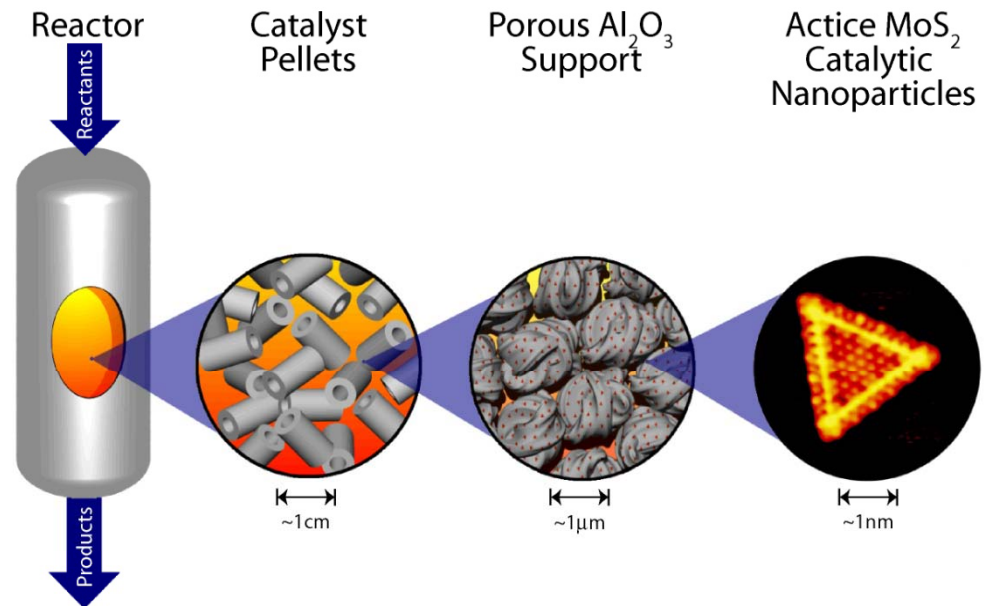 Reactor
Catalyst
Pellets
Porous Al₂O₃
Support
Actice MoS₂
Catalytic
Nanoparticles
Reactants
~1cm
~1μm
~1nm
Products